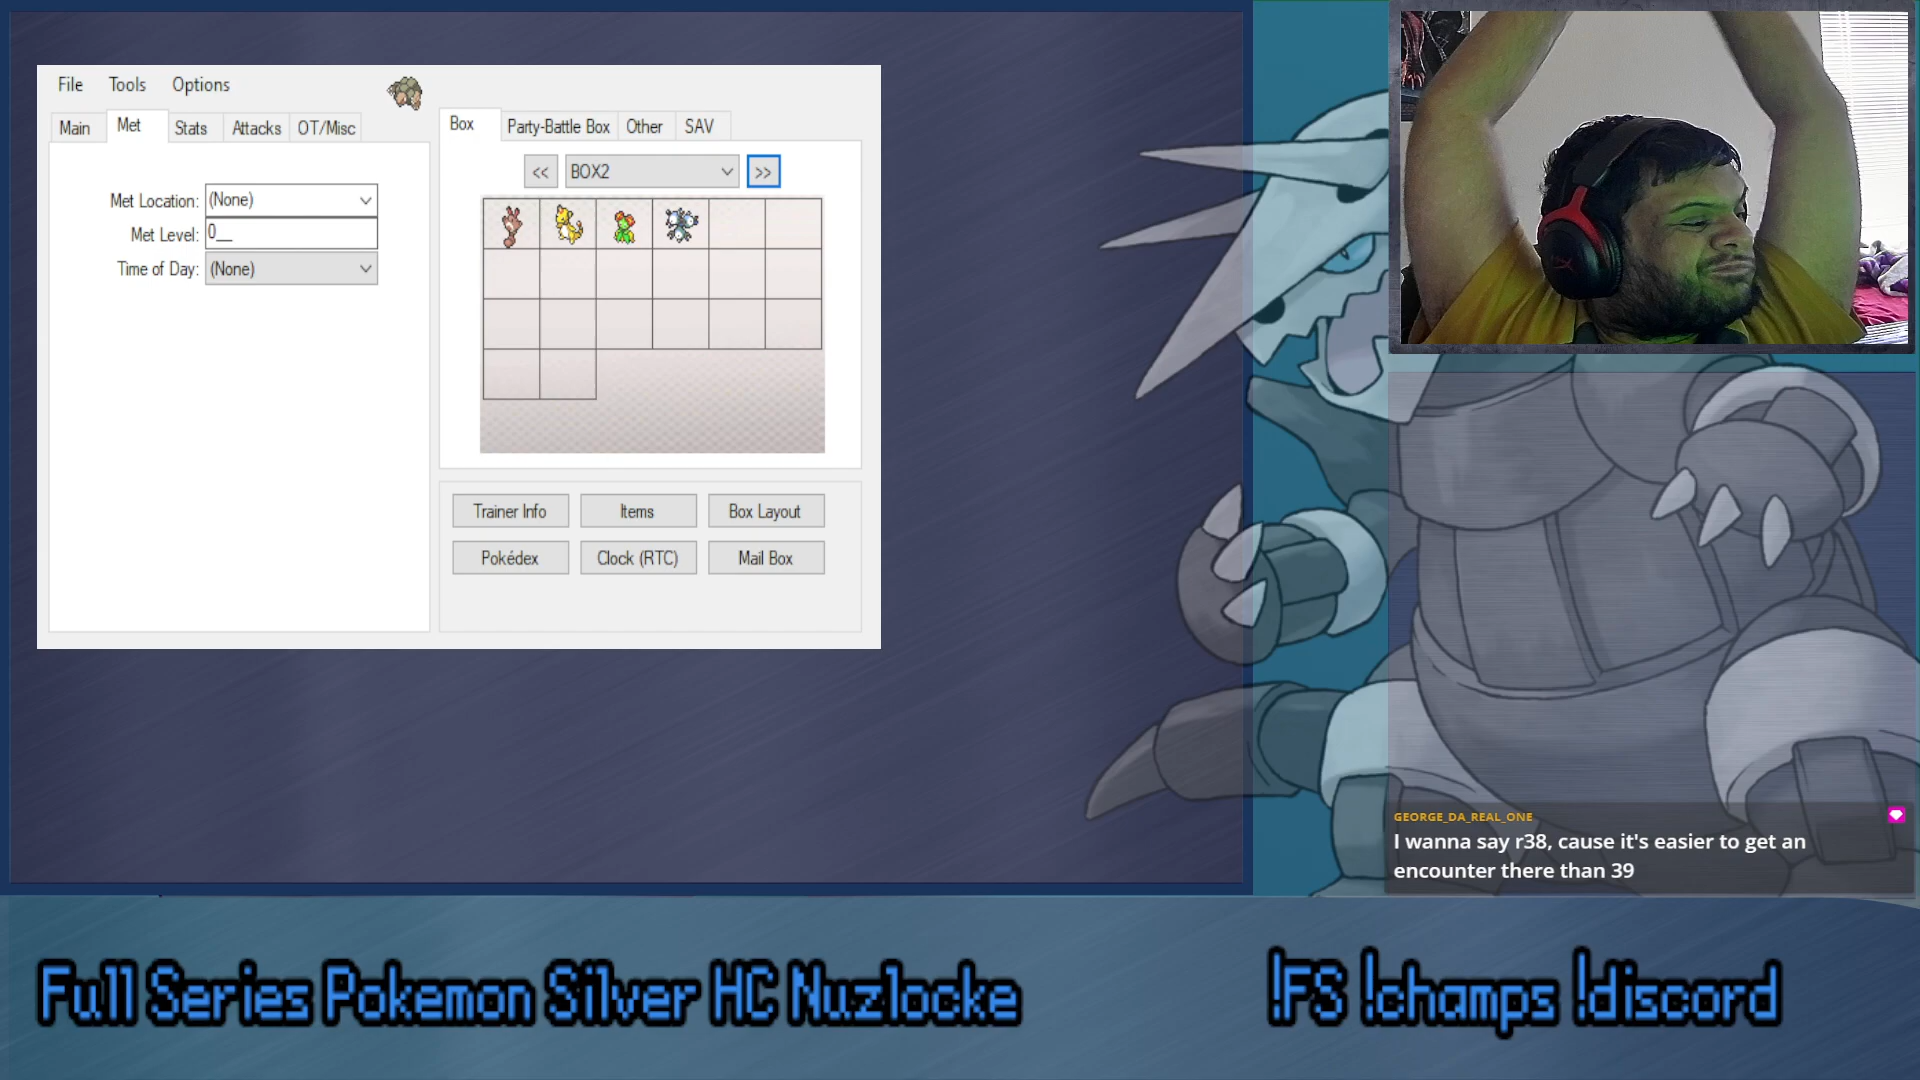 File Tools Options
Main Met Stats Attacks OT/Misc
Met Location: (None)
Met Level: 0__
Time of Day: (None)
Box Party-Battle Box Other SAV
<< BOX2 >>
Trainer Info Items Box Layout
Pokédex Clock (RTC) Mail Box
GEORGE_DA_REAL_ONE
I wanna say r38, cause it's easier to get an
encounter there than 39
Full Series Pokemon Silver HC Nuzlocke
!FS !champs !discord